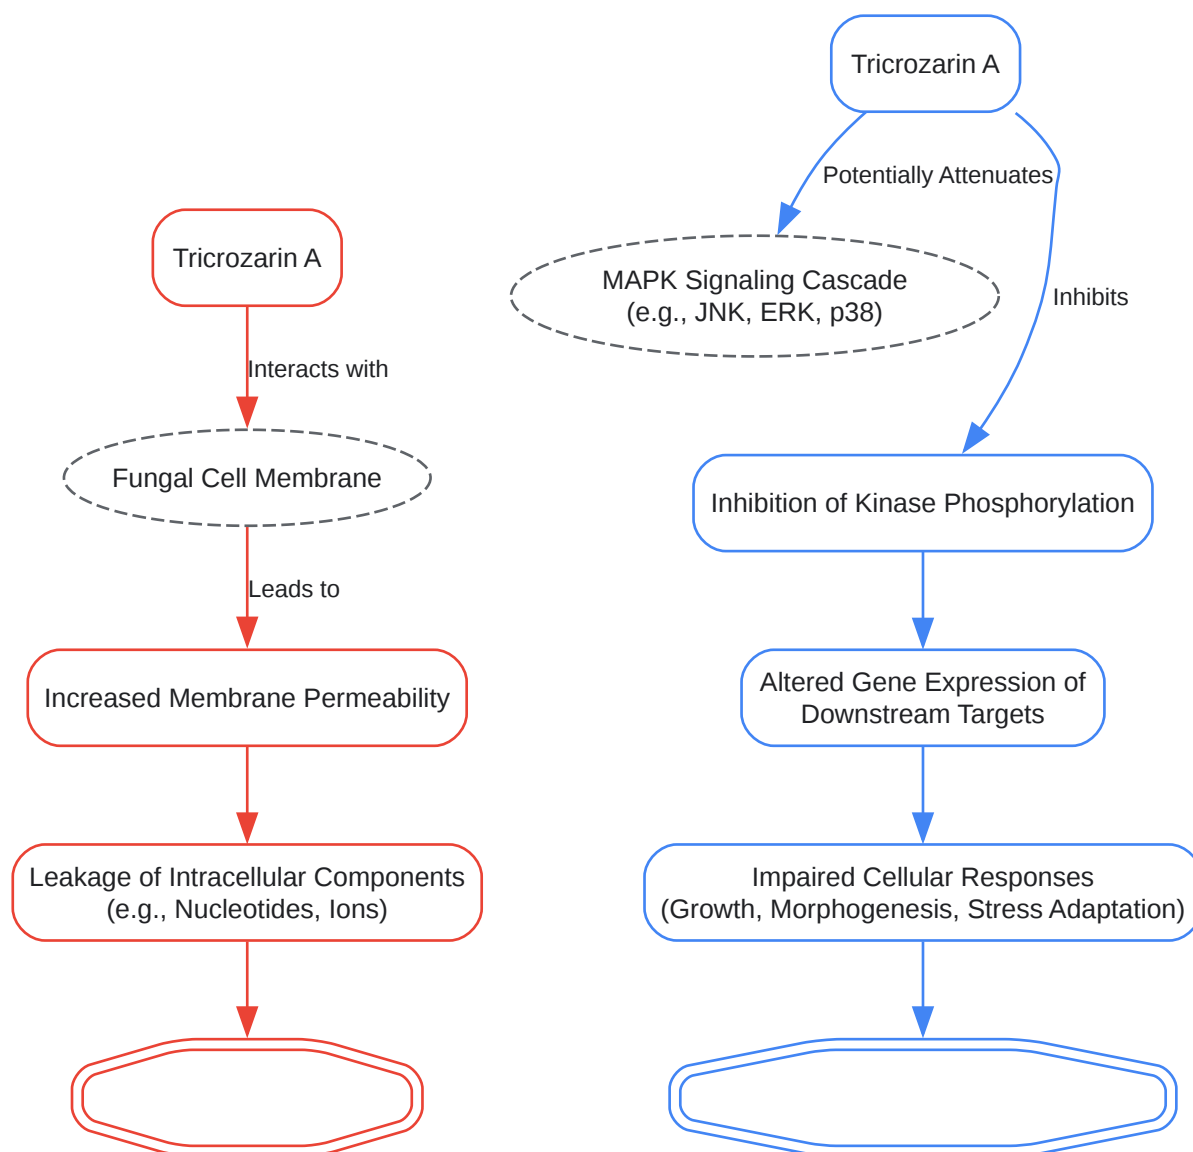 Tricrozarin A
Interacts with
Fungal Cell Membrane
Leads to
Increased Membrane Permeability
Leakage of Intracellular Components
(e.g., Nucleotides, Ions)
Tricrozarin A
Potentially Attenuates
MAPK Signaling Cascade
(e.g., JNK, ERK, p38)
Inhibits
Inhibition of Kinase Phosphorylation
Altered Gene Expression of
Downstream Targets
Impaired Cellular Responses
(Growth, Morphogenesis, Stress Adaptation)